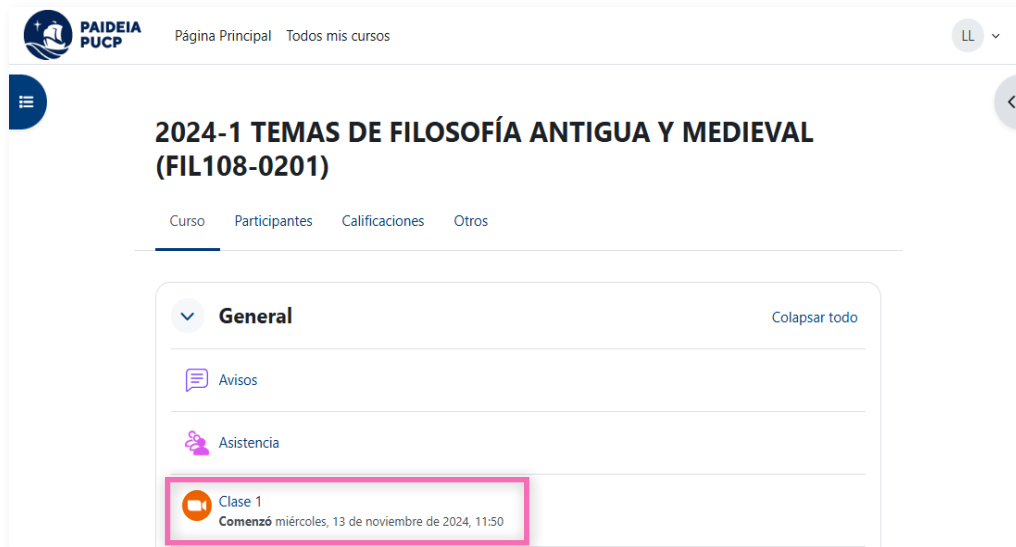 PAIDEIA
PUCP
Página Principal Todos mis cursos
LL
2024-1 TEMAS DE FILOSOFÍA ANTIGUA Y MEDIEVAL
(FIL108-0201)
Curso Participantes Calificaciones Otros
General
Colapsar todo
Avisos
Asistencia
Clase 1
Comenzó miércoles, 13 de noviembre de 2024, 11:50